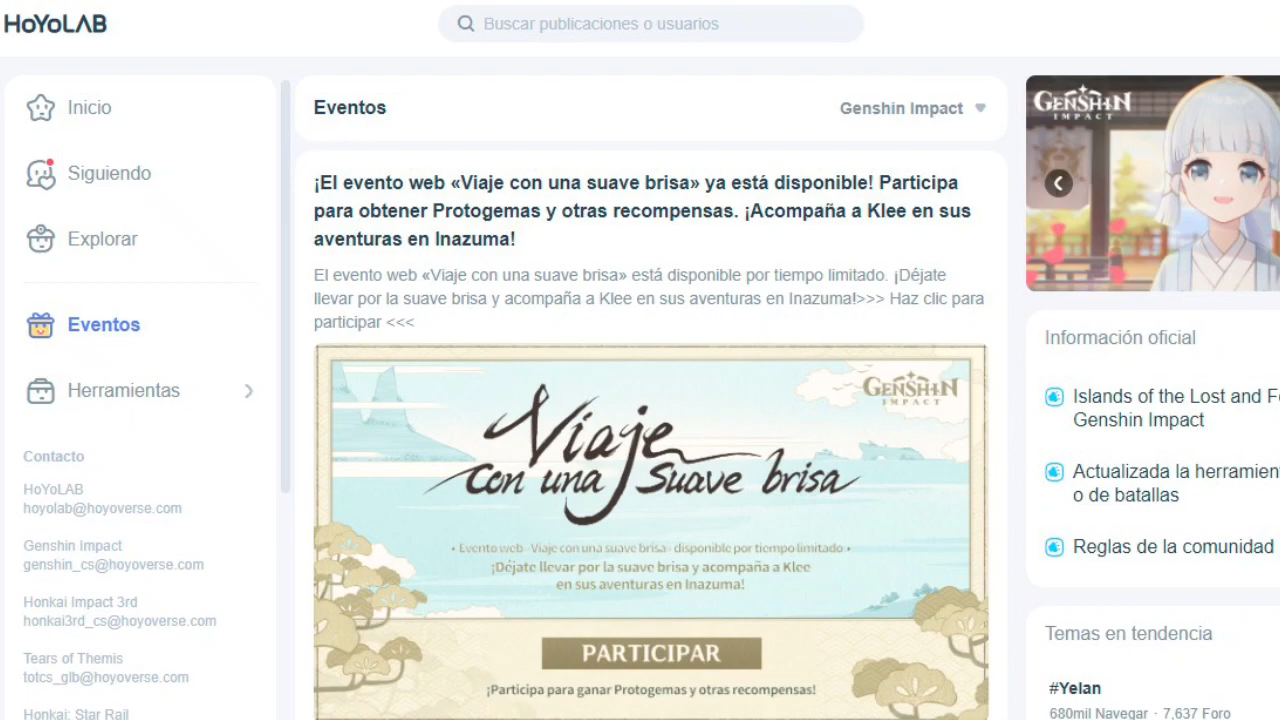 HoYoLAB
Buscar publicaciones o usuarios
Inicio
Siguiendo
Explorar
Eventos
Herramientas
Contacto
HoYoLAB
hoyolab@hoyoverse.com
Genshin Impact
genshin_cs@hoyoverse.com
Honkai Impact 3rd
honkai3rd_cs@hoyoverse.com
Tears of Themis
totcs_glb@hoyoverse.com
Honkai: Star Rail
Eventos
Genshin Impact
¡El evento web «Viaje con una suave brisa» ya está disponible! Participa
para obtener Protogemas y otras recompensas. ¡Acompaña a Klee en sus
aventuras en Inazuma!
El evento web «Viaje con una suave brisa» está disponible por tiempo limitado. ¡Déjate
llevar por la suave brisa y acompaña a Klee en sus aventuras en Inazuma!>>> Haz clic para
participar <<<
GENSHIN
IMPACT
Viaje
con una Suave brisa
• Evento web «Viaje con una suave brisa» disponible por tiempo limitado •
¡Déjate llevar por la suave brisa y acompaña a Klee
en sus aventuras en Inazuma!
PARTICIPAR
¡Participa para ganar Protogemas y otras recompensas!
GENSHIN
IMPACT
Información oficial
Islands of the Lost and
Genshin Impact
Actualizada la
o de batallas
Reglas de la comunidad
Temas en tendencia
#Yelan
680mil Navegar · 7,637 Foro